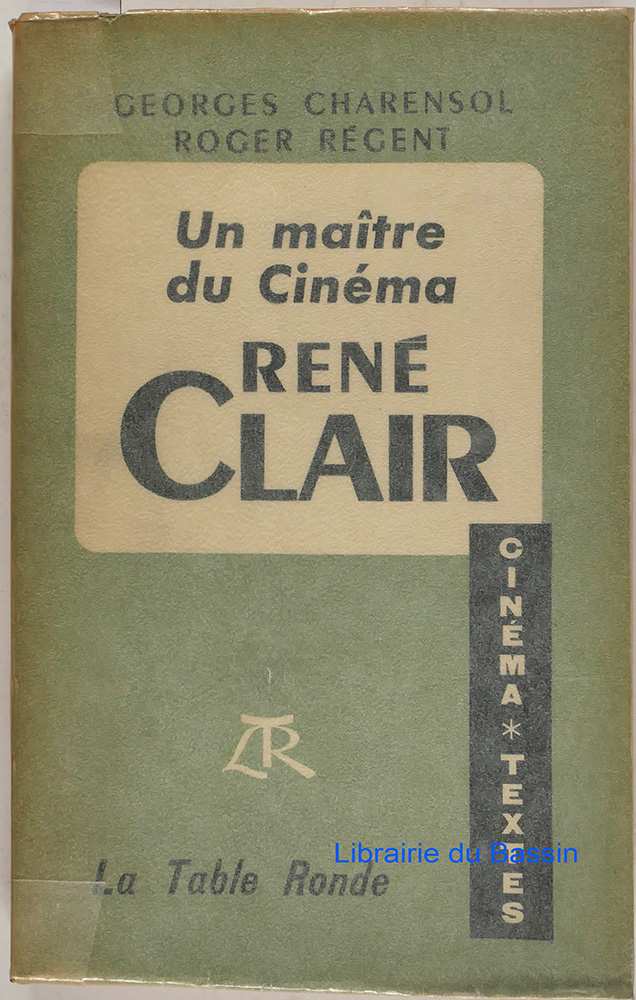 GEORGES CHARENSOL
ROGER RÉGENT
Un maître
du Cinéma
RENÉ
CLAIR
CINÉMA * TEXTES
LTR
Librairie du Bassin
La Table Ronde